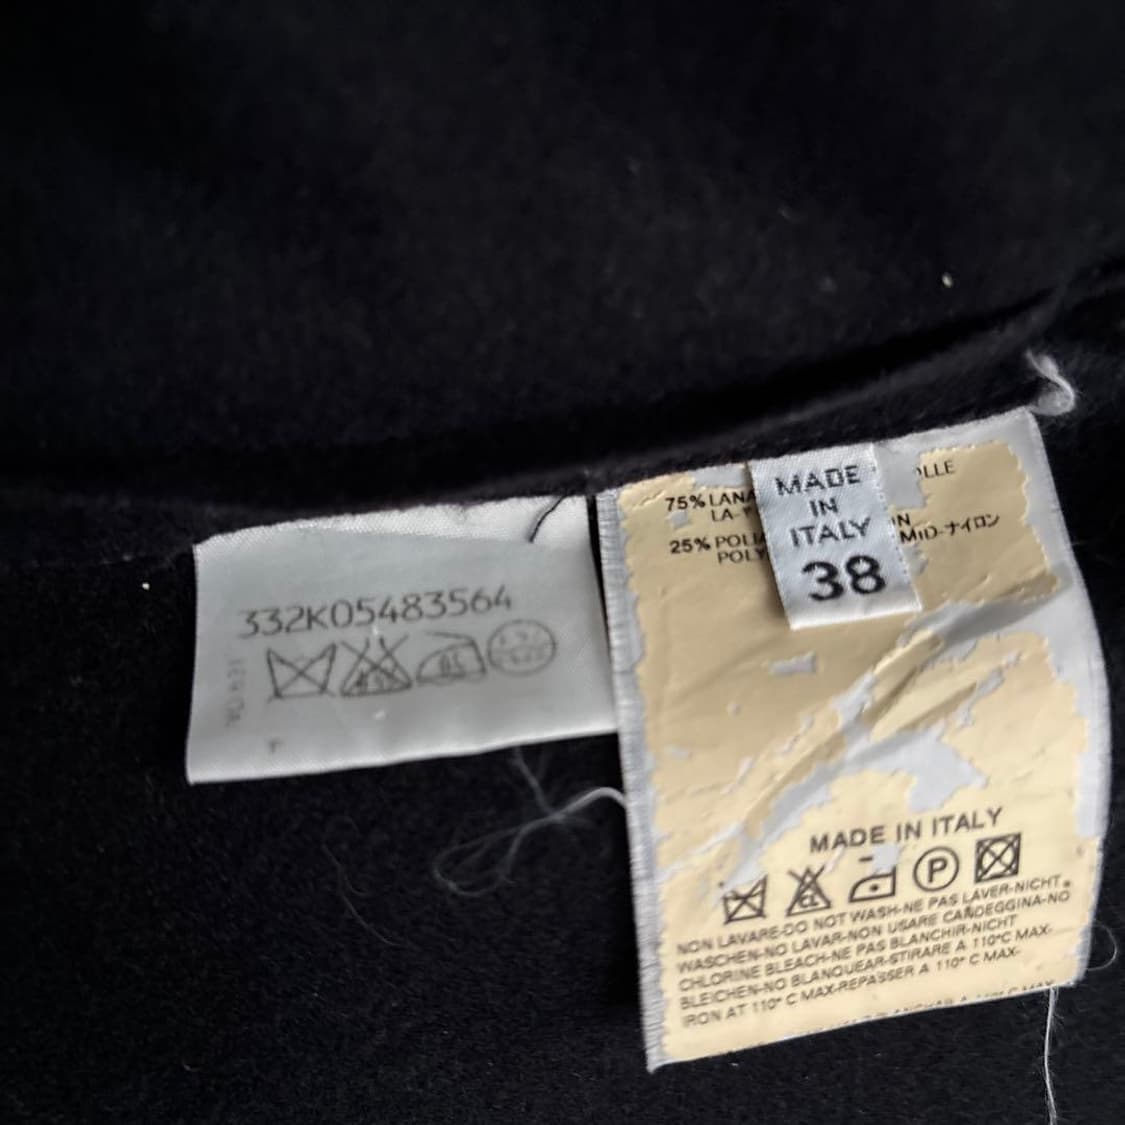 332K05483564
MADE
IN
ITALY
38
75% LANA
LA-
25% POLIA
POLY
LLE
N
MID-ナイロン
MADE IN ITALY
P
NON LAVARE-DO NOT WASH-NE PAS LAVER-NICHT
WASCHEN-NO LAVAR-NON USARE CANDEGGINA-NO
CHLORINE BLEACH-NE PAS BLANCHIR-NICHT
BLEICHEN-NO BLANQUEAR-STIRARE A 110°C MAX-
IRON AT 110° C MAX-REPASSER A 110° C MAX-